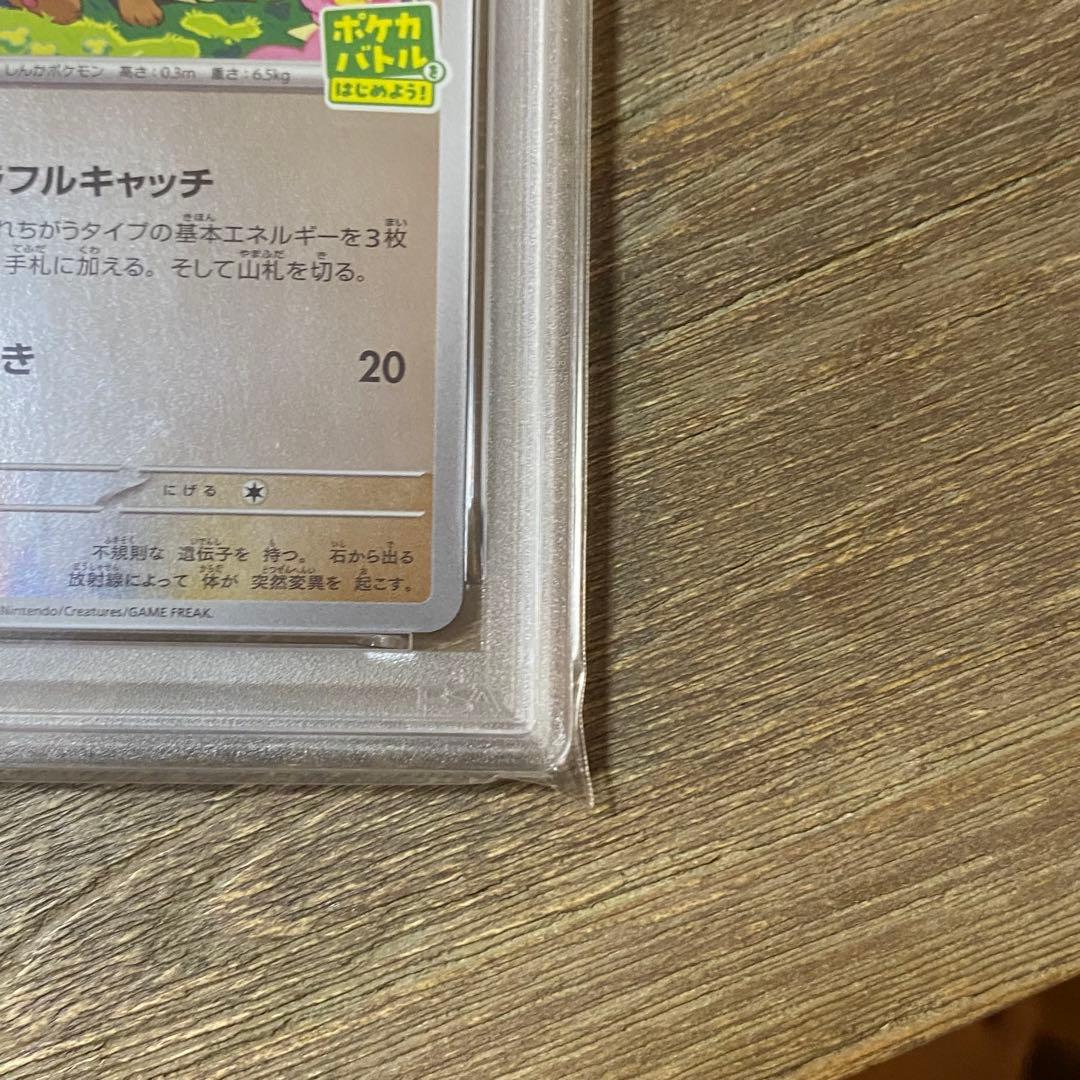 ポケカ
バトルを
はじめよう!
しんかポケモン 高さ:0.3m 重さ:6.5kg
フルキャッチ
れちがうタイプの基本エネルギーを3枚
手札に加える。そして山札を切る。
き 20
にげる
不規則な 遺伝子を 持つ。 石から出る
放射線によって 体が 突然変異を 起こす。
Nintendo/Creatures/GAME FREAK.
PSA